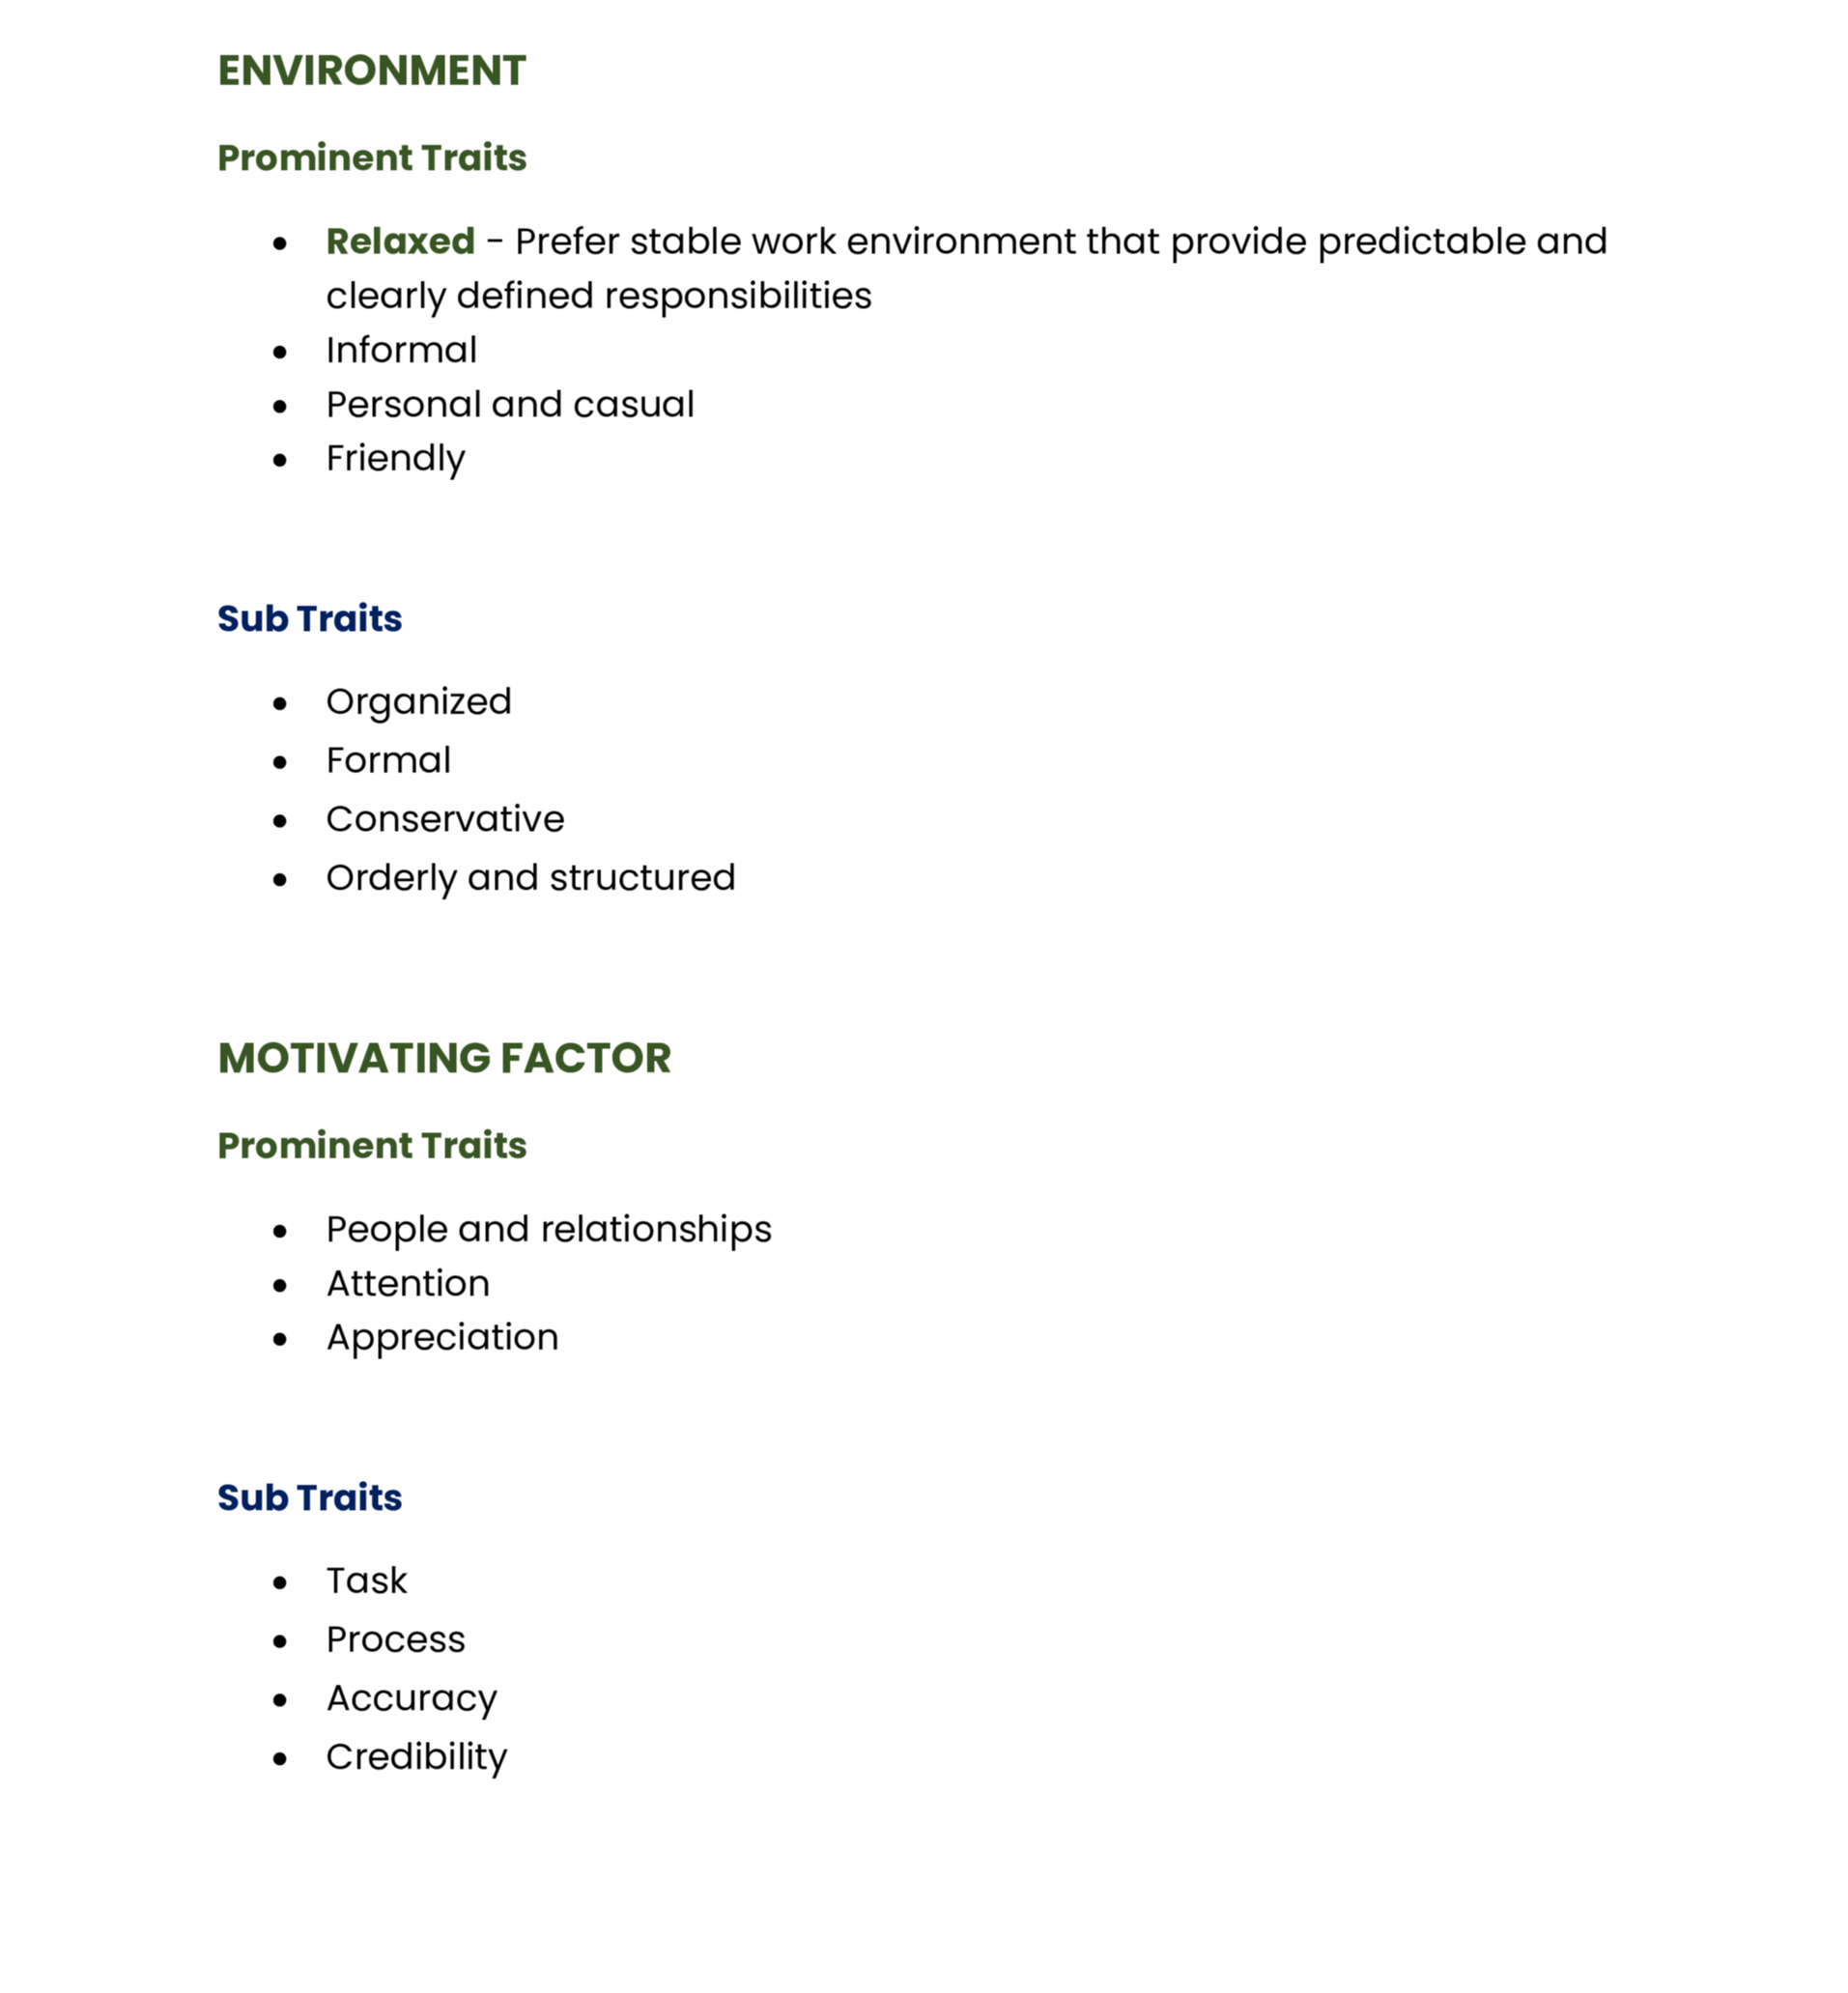 ENVIRONMENT
Prominent Traits
● Relaxed - Prefer stable work environment that provide predictable and
clearly defined responsibilities
● Informal
● Personal and casual
● Friendly
Sub Traits
● Organized
● Formal
● Conservative
● Orderly and structured
MOTIVATING FACTOR
Prominent Traits
● People and relationships
● Attention
● Appreciation
Sub Traits
● Task
● Process
● Accuracy
● Credibility